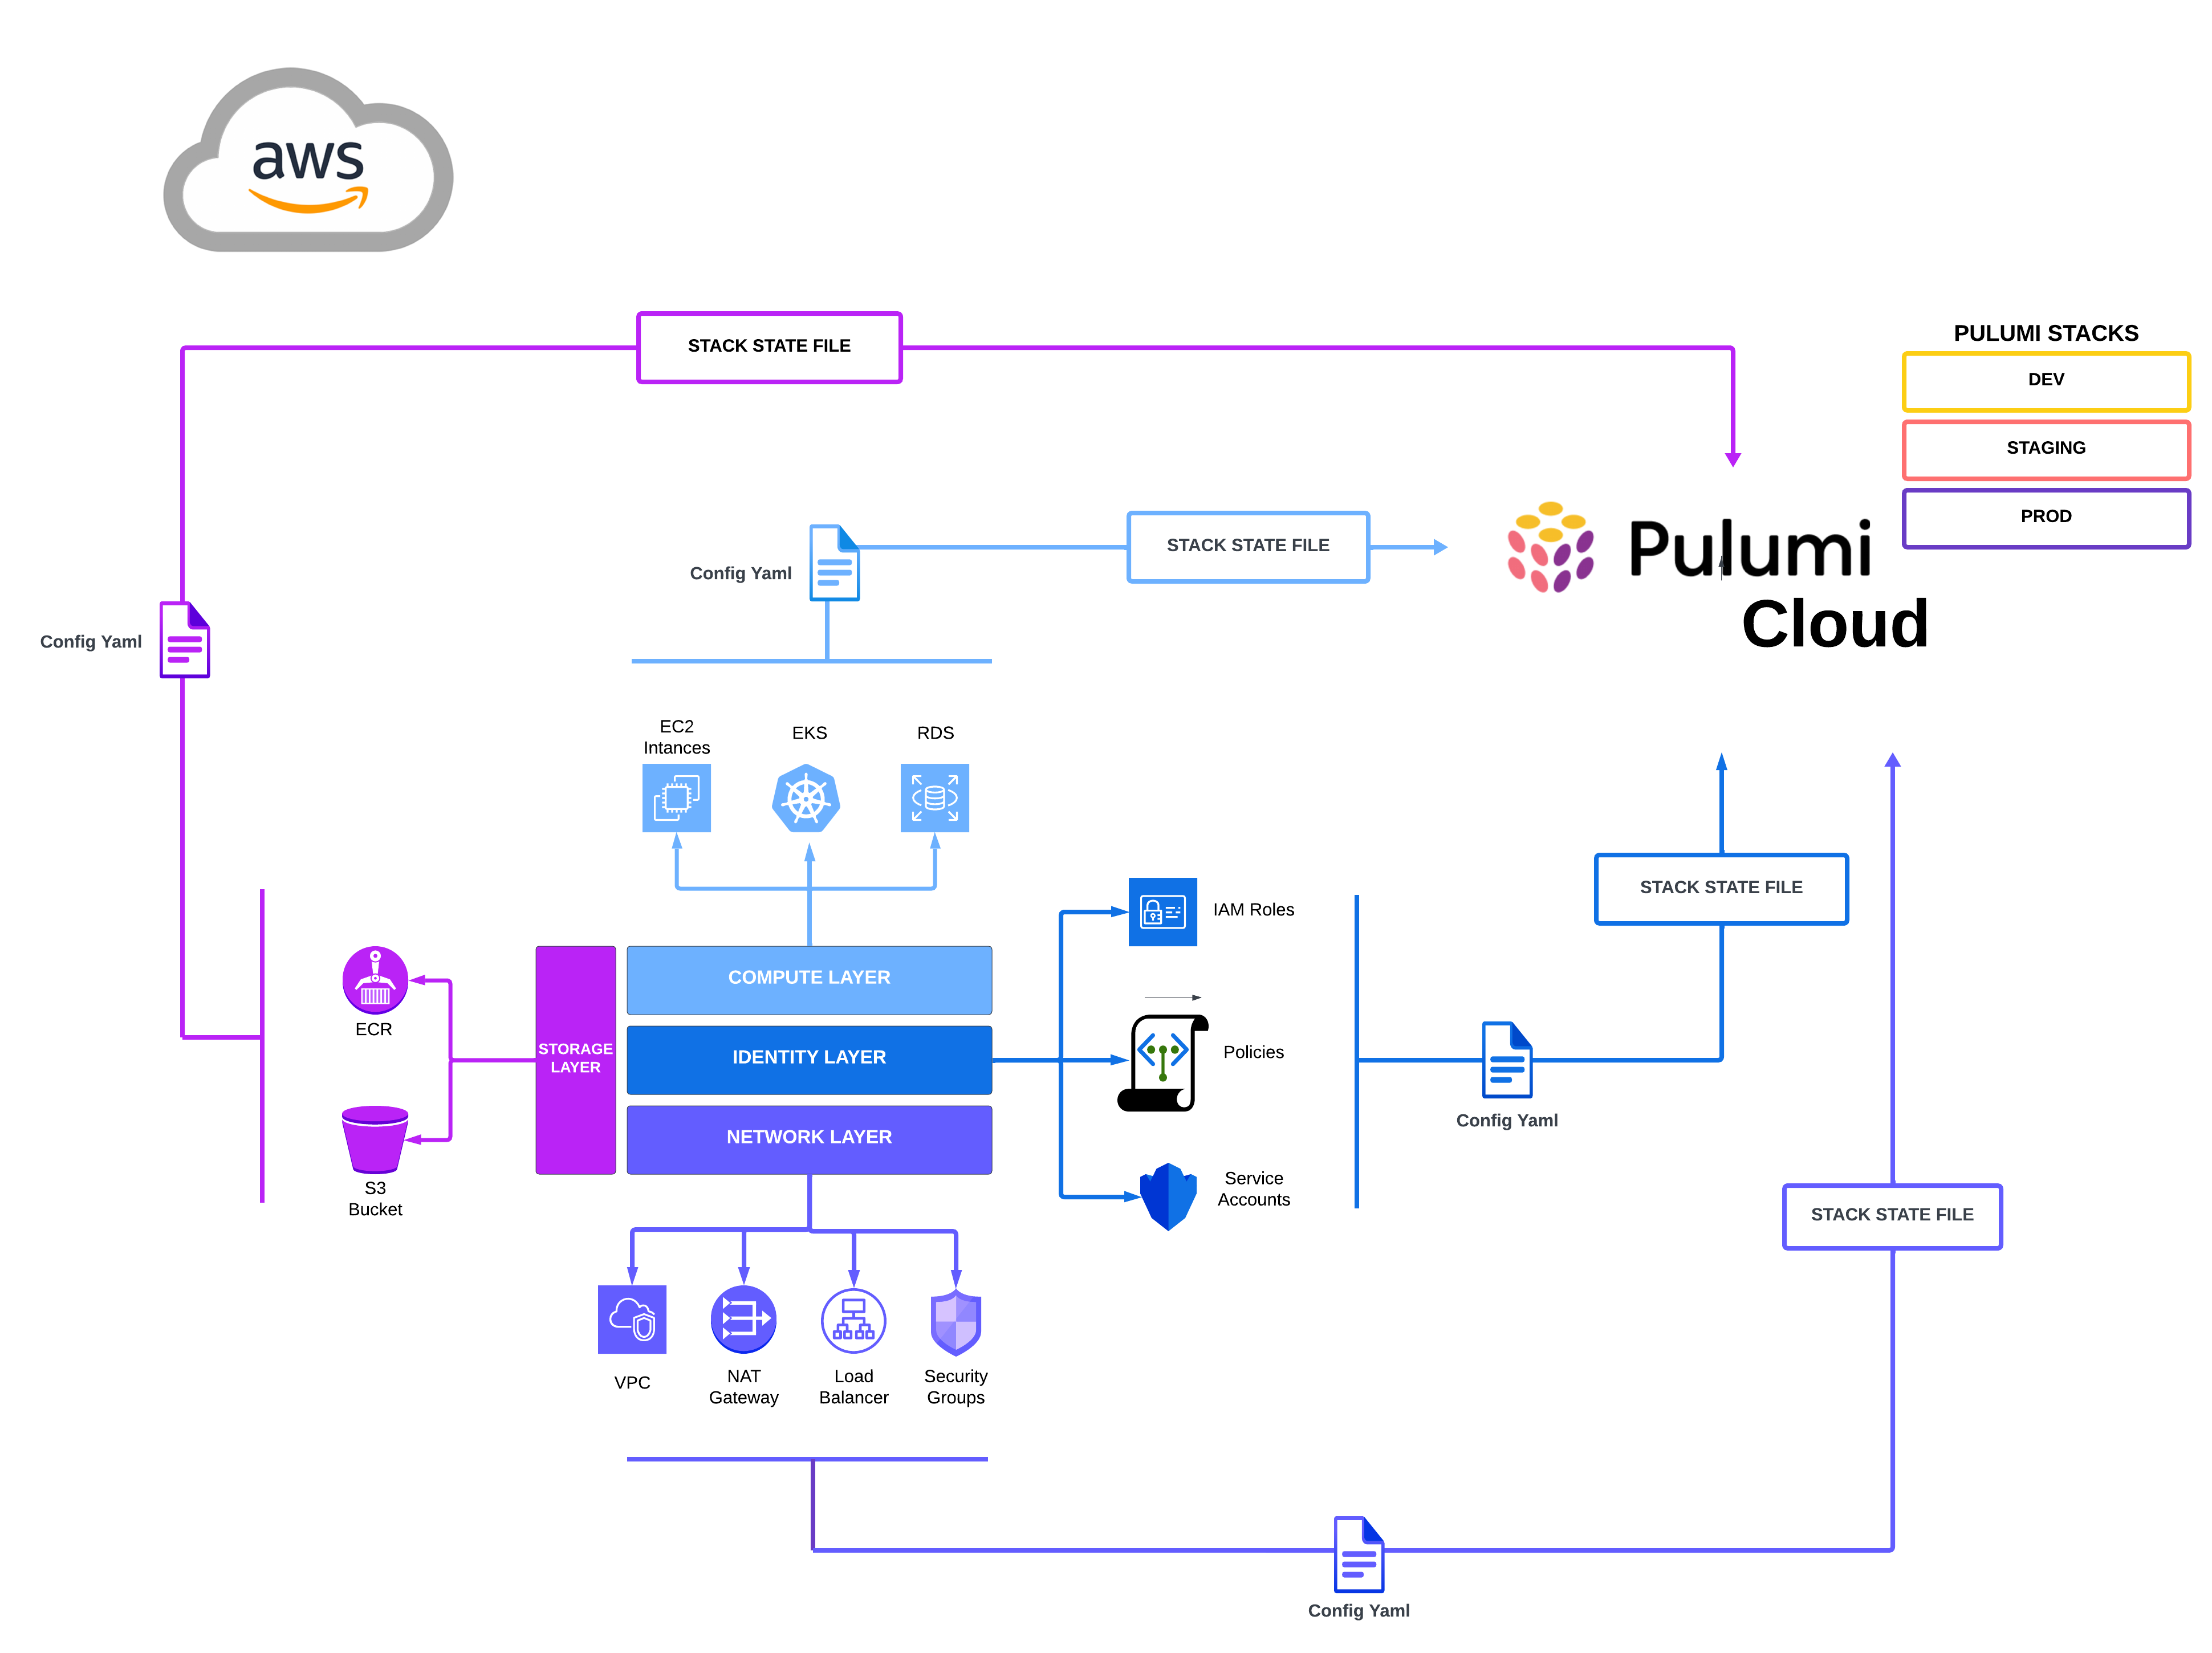 aws
STACK STATE FILE
PULUMI STACKS
DEV
STAGING
PROD
Config Yaml
STACK STATE FILE
Pulumi
Cloud
Config Yaml
EC2
Intances
EKS
RDS
STACK STATE FILE
IAM Roles
COMPUTE LAYER
ECR
STORAGE
LAYER
IDENTITY LAYER
Policies
Config Yaml
NETWORK LAYER
S3
Bucket
Service
Accounts
STACK STATE FILE
VPC
NAT
Gateway
Load
Balancer
Security
Groups
Config Yaml